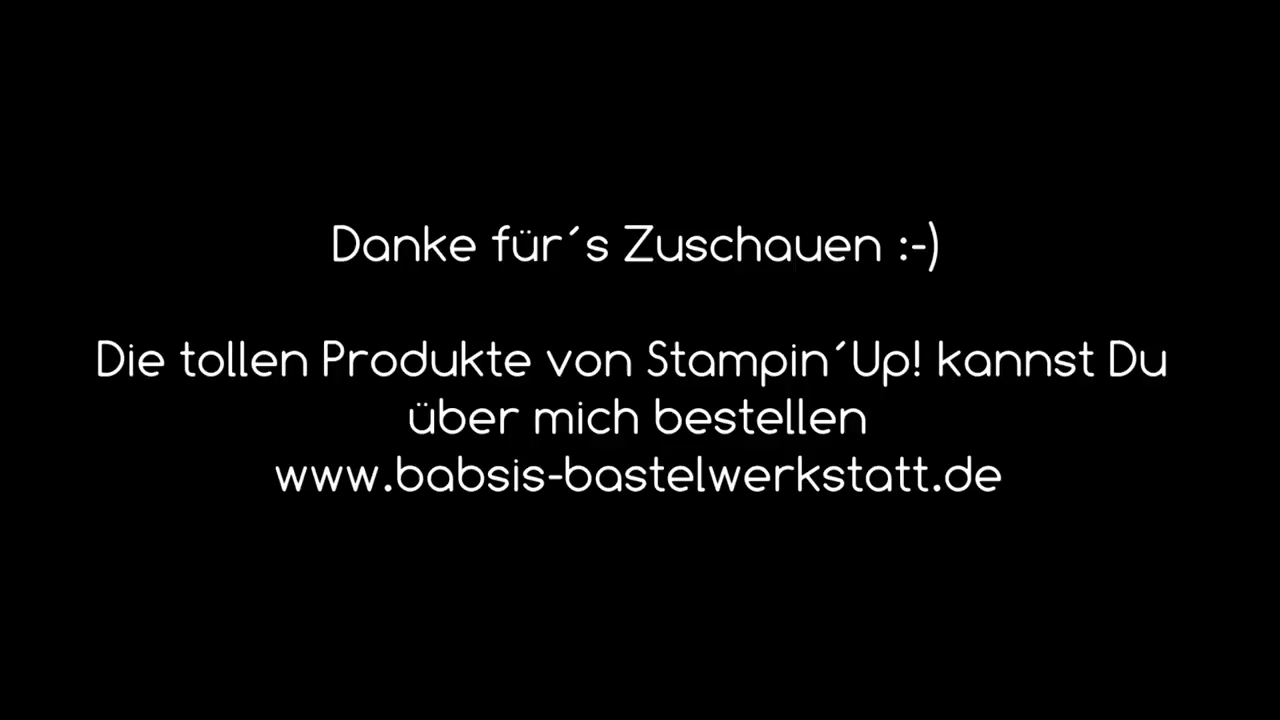 Danke für´s Zuschauen :-)
Die tollen Produkte von Stampin´Up! kannst Du
über mich bestellen
www.babsis-bastelwerkstatt.de